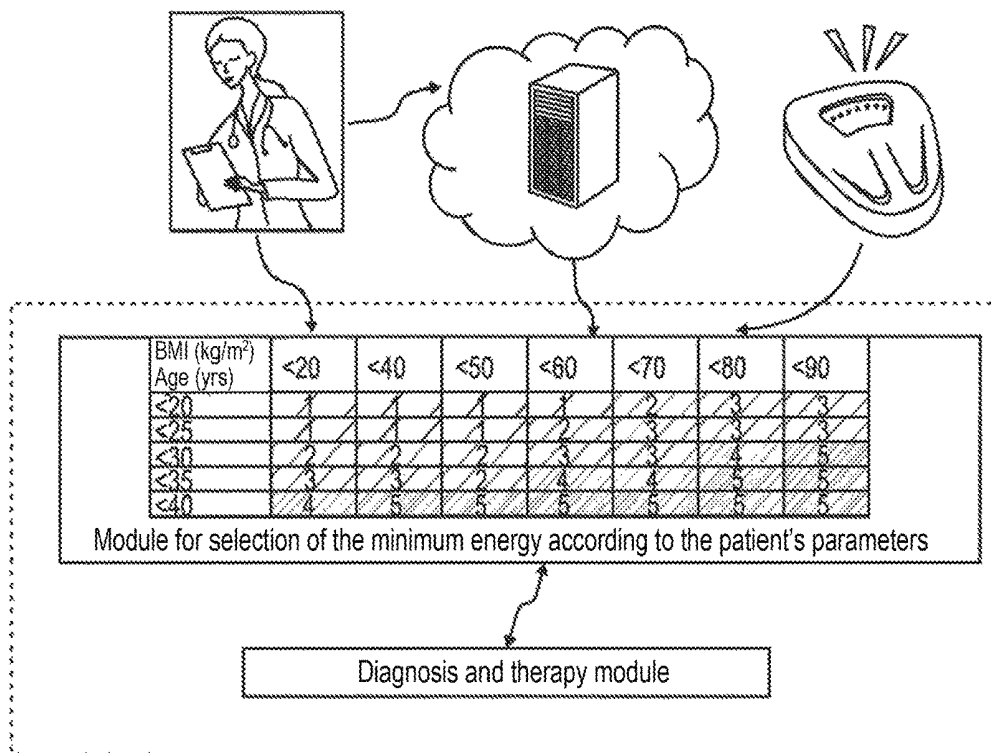 BMI (kg/m²)
Age (yrs)
<20 <40 <50 <60 <70 <80 <90
<20 1 1 1 1 2 3 3
<25 1 1 1 2 3 3 3
<30 2 2 2 3 3 4 5
<35 3 3 2 4 4 5 5
<40 4 5 5 5 5 5 5
Module for selection of the minimum energy according to the patient's parameters
Diagnosis and therapy module